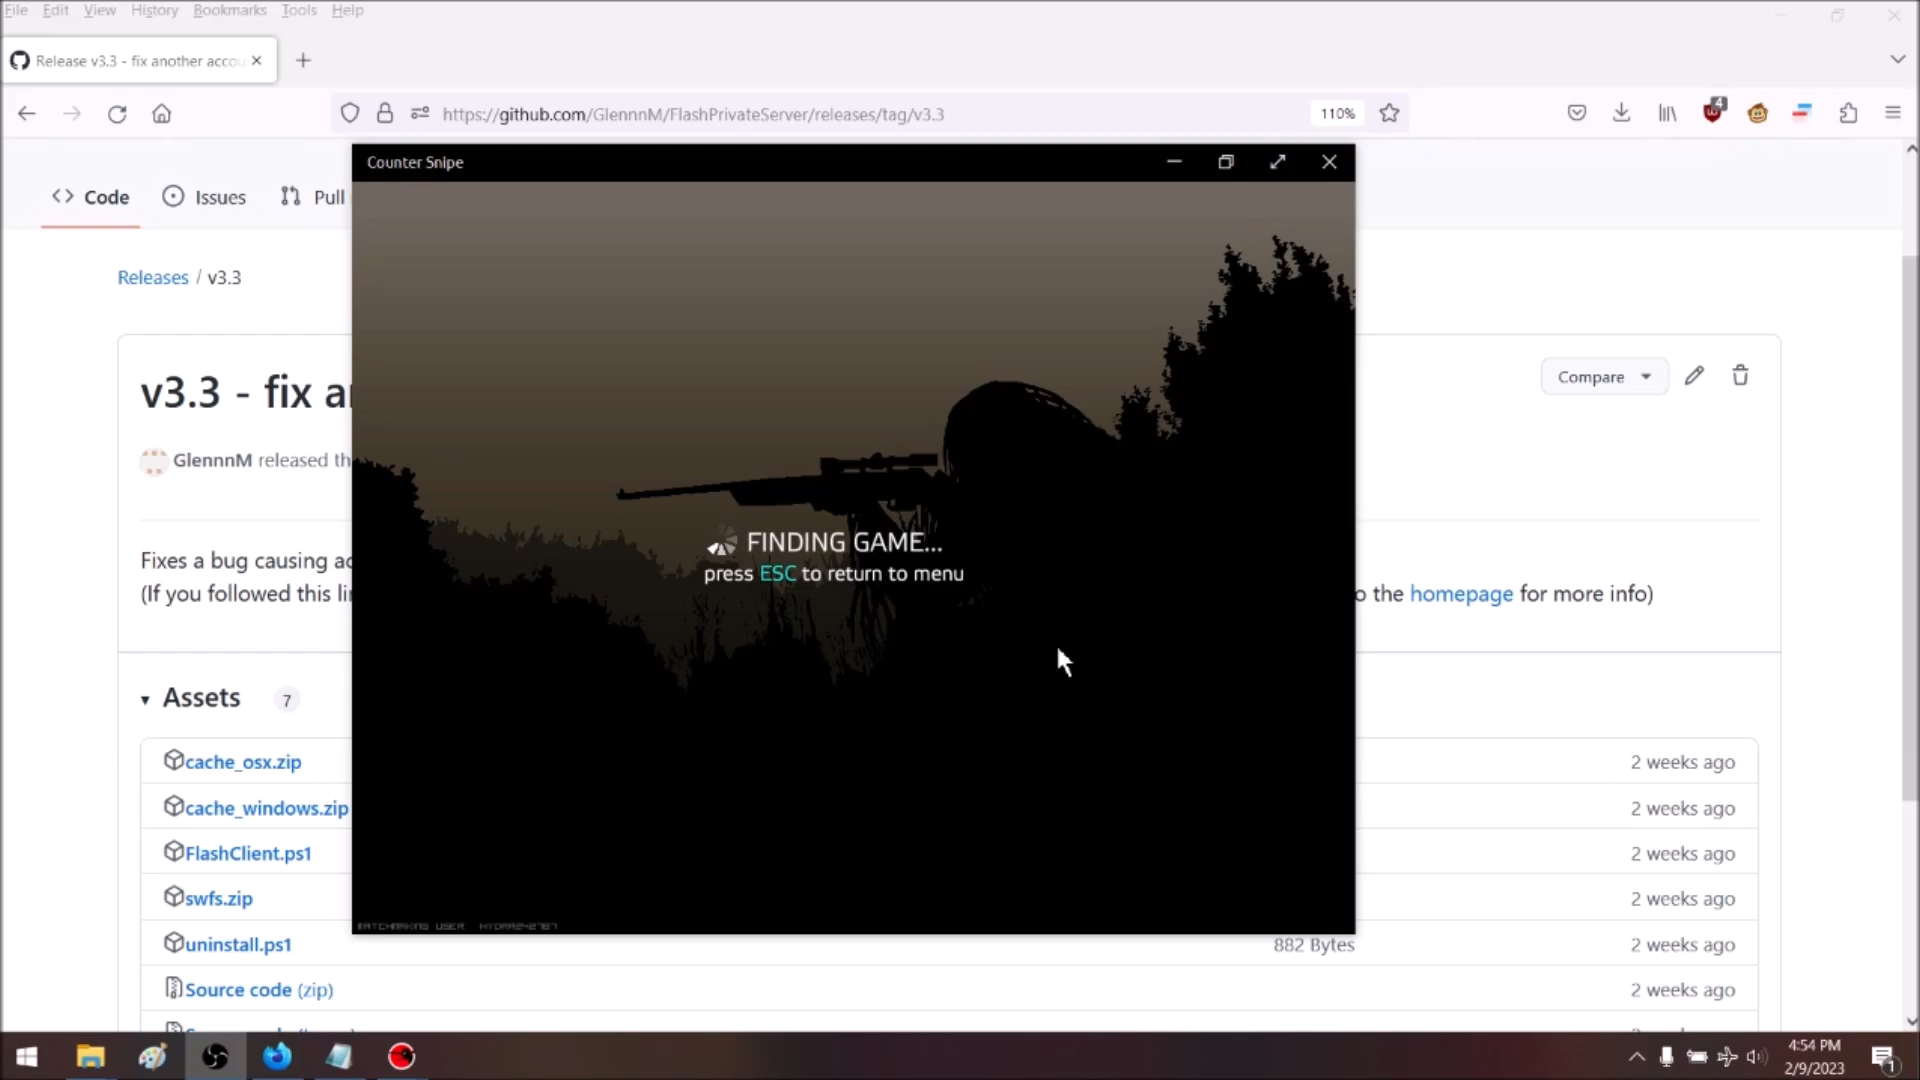 File Edit View History Bookmarks Tools Help
Release v3.3 - fix another accou
https://github.com/GlennnM/FlashPrivateServer/releases/tag/v3.3
110%
4
Counter Snipe
Code
Issues
Pull
Releases / v3.3
v3.3 - fix a
Compare
GlennnM released th
FINDING GAME...
press ESC to return to menu
Fixes a bug causing ac
(If you followed this li
o the homepage for more info)
Assets 7
cache_osx.zip 2 weeks ago
cache_windows.zip 2 weeks ago
FlashClient.ps1 2 weeks ago
swfs.zip 2 weeks ago
MATCHMAKING USER:
uninstall.ps1 882 Bytes 2 weeks ago
Source code (zip) 2 weeks ago
4:54 PM
2/9/2023
1